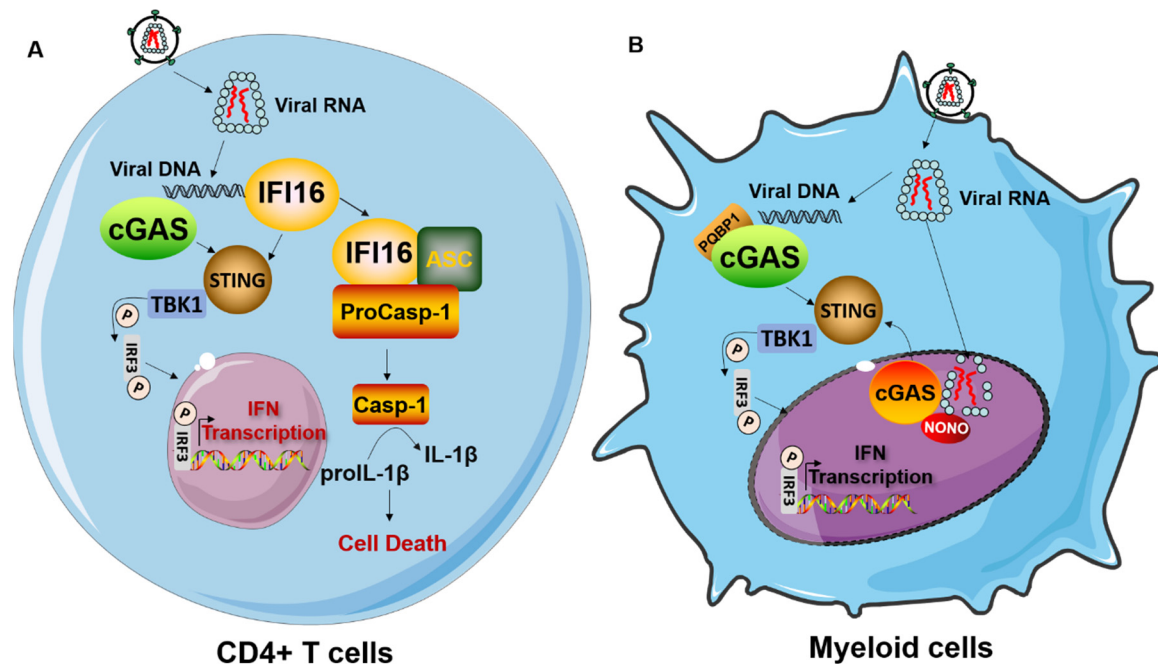 A
Viral RNA
Viral DNA
IFI16
cGAS
IFI16
ASC
STING
TBK1
ProCasp-1
P
IRF3
P
Casp-1
P
IFN
IRF3
Transcription
IL-1β
proIL-1β
Cell Death
CD4+ T cells
B
Viral DNA
Viral RNA
PQBP1
cGAS
STING
TBK1
P
IRF3
P
cGAS
NONO
P
IFN
IRF3
Transcription
Myeloid cells